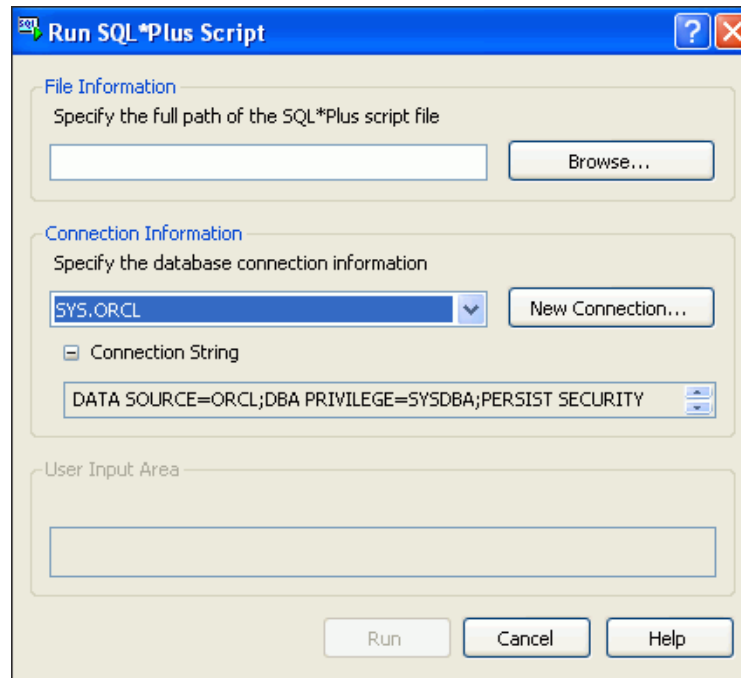 Run SQL*Plus Script
File Information
Specify the full path of the SQL*Plus script file
Browse...
Connection Information
Specify the database connection information
SYS.ORCL
New Connection...
Connection String
DATA SOURCE=ORCL;DBA PRIVILEGE=SYSDBA;PERSIST SECURITY
User Input Area
Run
Cancel
Help